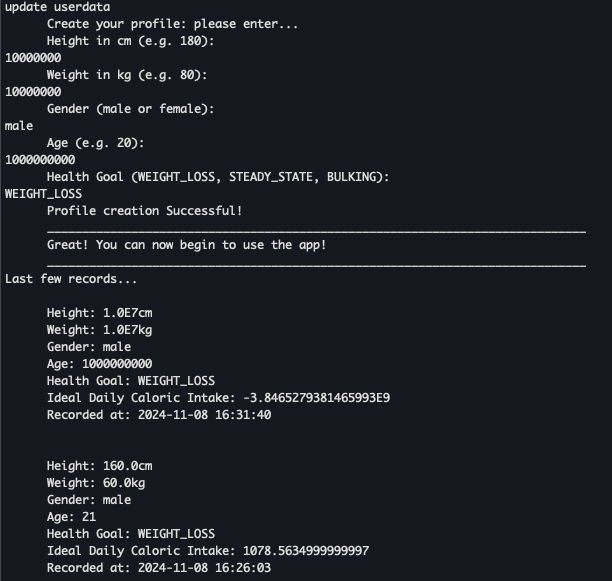 update userdata
Create your profile: please enter...
Height in cm (e.g. 180):
10000000
Weight in kg (e.g. 80):
10000000
Gender (male or female):
male
Age (e.g. 20):
1000000000
Health Goal (WEIGHT_LOSS, STEADY_STATE, BULKING):
WEIGHT_LOSS
Profile creation Successful!
Great! You can now begin to use the app!
Last few records...
Height: 1.0E7cm
Weight: 1.0E7kg
Gender: male
Age: 1000000000
Health Goal: WEIGHT_LOSS
Ideal Daily Caloric Intake: -3.8465279381465993E9
Recorded at: 2024-11-08 16:31:40
Height: 160.0cm
Weight: 60.0kg
Gender: male
Age: 21
Health Goal: WEIGHT_LOSS
Ideal Daily Caloric Intake: 1078.5634999999997
Recorded at: 2024-11-08 16:26:03